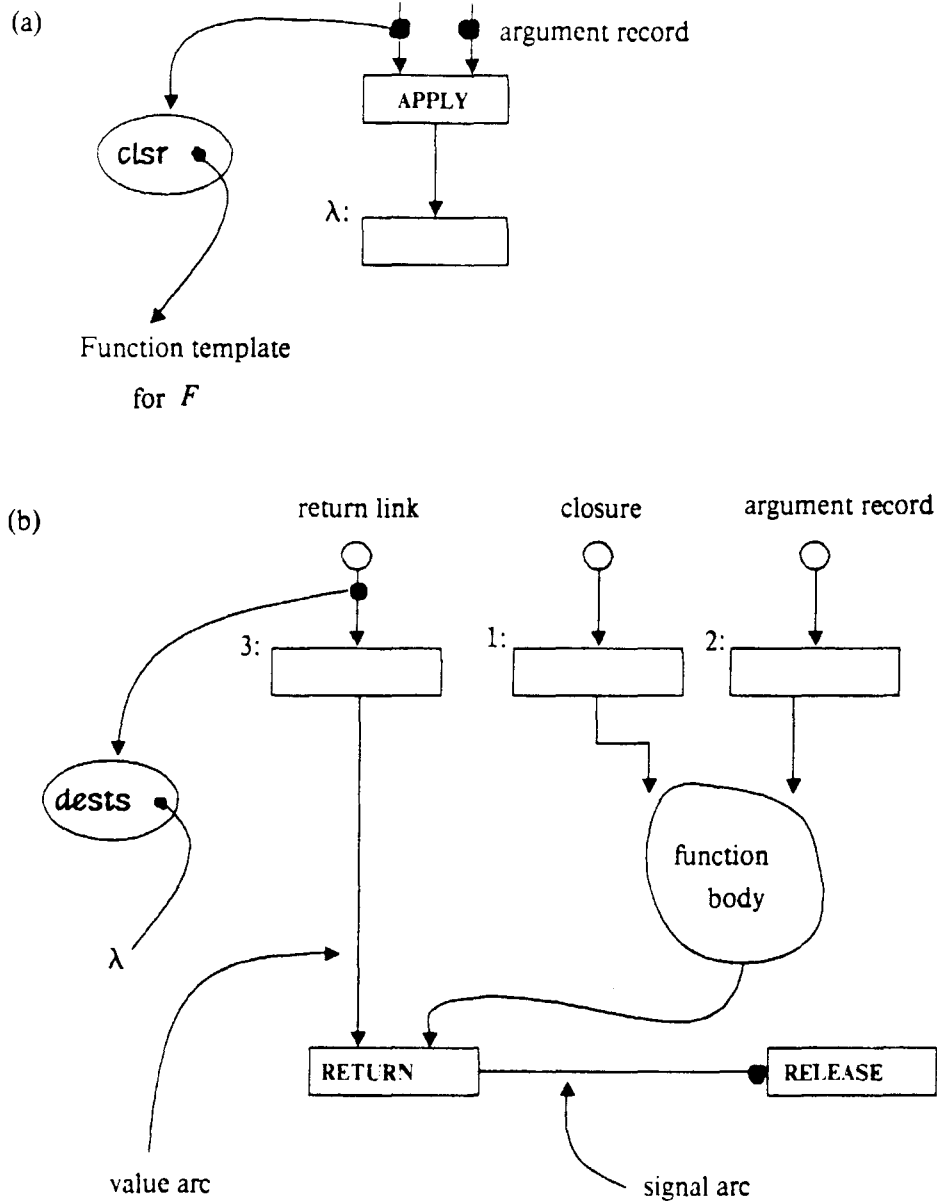 (a)
argument record
APPLY
clsr
λ:
Function template
for F
(b)
return link
closure
argument record
3:
1:
2:
dests
function
body
λ
RETURN
RELEASE
value arc
signal arc